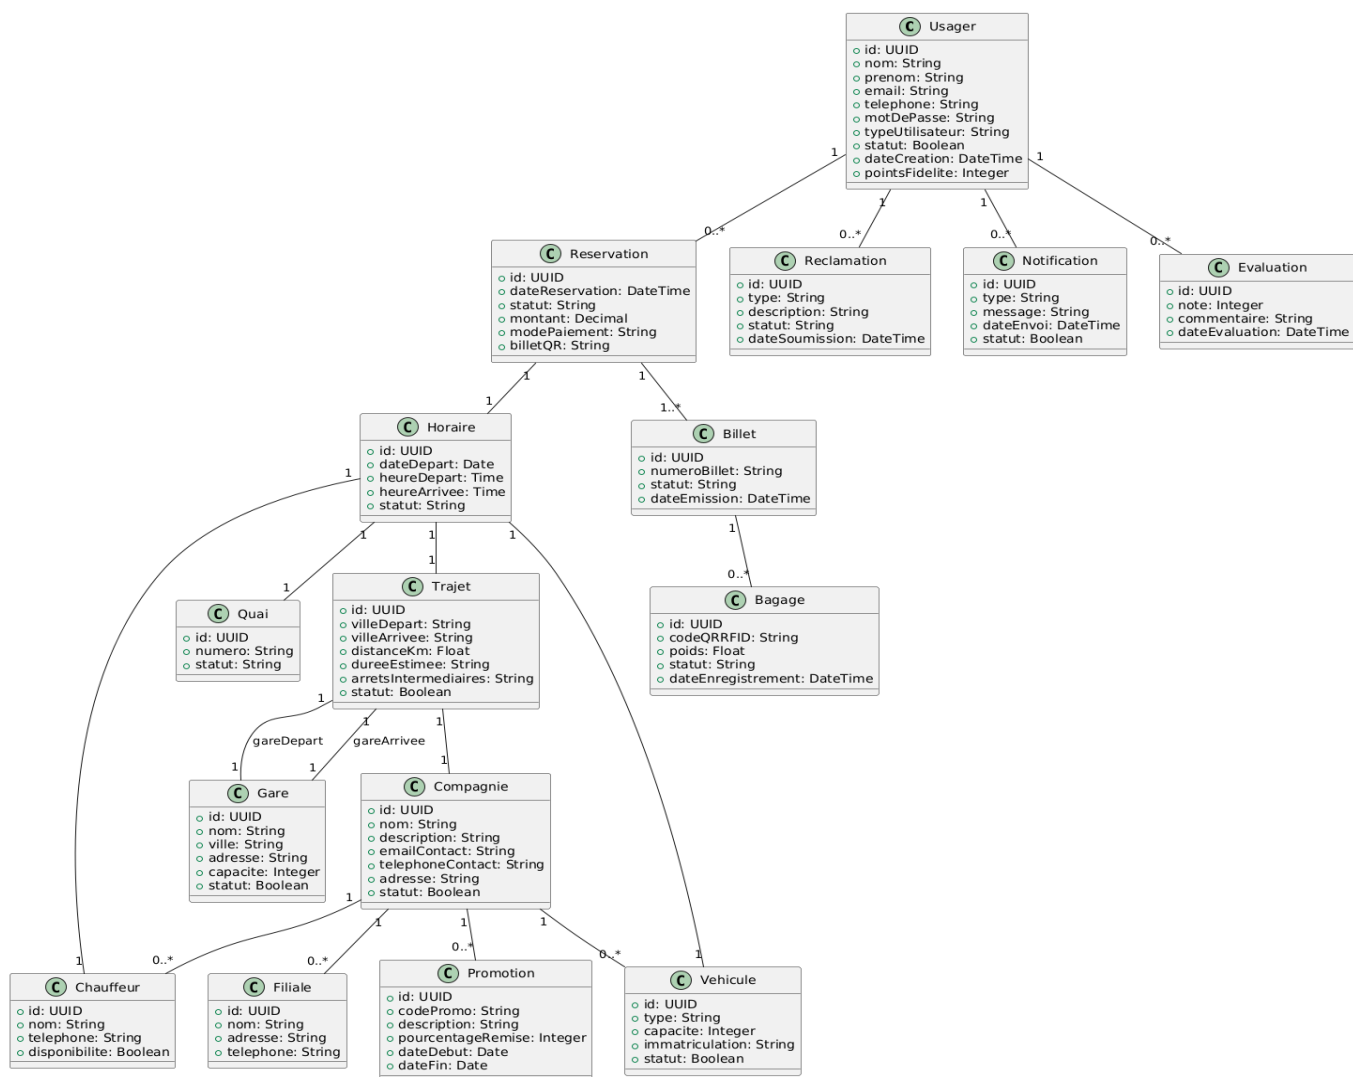 C Usager
id: UUID
nom: String
prenom: String
email: String
telephone: String
motDePasse: String
typeUtilisateur: String
statut: Boolean
dateCreation: DateTime
pointsFidelite: Integer
1
1
1
1
0..*
0..*
0..*
0..*
C Reservation
id: UUID
dateReservation: DateTime
statut: String
montant: Decimal
modePaiement: String
billetQR: String
C Reclamation
id: UUID
type: String
description: String
statut: String
dateSoumission: DateTime
C Notification
id: UUID
type: String
message: String
dateEnvoi: DateTime
statut: Boolean
C Evaluation
id: UUID
note: Integer
commentaire: String
dateEvaluation: DateTime
1
1
1
1..*
C Horaire
id: UUID
dateDepart: Date
heureDepart: Time
heureArrivee: Time
statut: String
C Billet
id: UUID
numeroBillet: String
statut: String
dateEmission: DateTime
1
1
1
1
1
1
1
0..*
C Quai
id: UUID
numero: String
statut: String
C Trajet
id: UUID
villeDepart: String
villeArrivee: String
distanceKm: Float
dureeEstimee: String
arretsIntermediaires: String
statut: Boolean
C Bagage
id: UUID
codeQRRFID: String
poids: Float
statut: String
dateEnregistrement: DateTime
1
1
1
gareDepart
gareArrivee
1
1
1
C Gare
id: UUID
nom: String
ville: String
adresse: String
capacite: Integer
statut: Boolean
C Compagnie
id: UUID
nom: String
description: String
emailContact: String
telephoneContact: String
adresse: String
statut: Boolean
1
1
1
1
1
0..*
0..*
0..*
0..*
1
C Chauffeur
id: UUID
nom: String
telephone: String
disponibilite: Boolean
C Filiale
id: UUID
nom: String
adresse: String
telephone: String
C Promotion
id: UUID
codePromo: String
description: String
pourcentageRemise: Integer
dateDebut: Date
dateFin: Date
C Vehicule
id: UUID
type: String
capacite: Integer
immatriculation: String
statut: Boolean